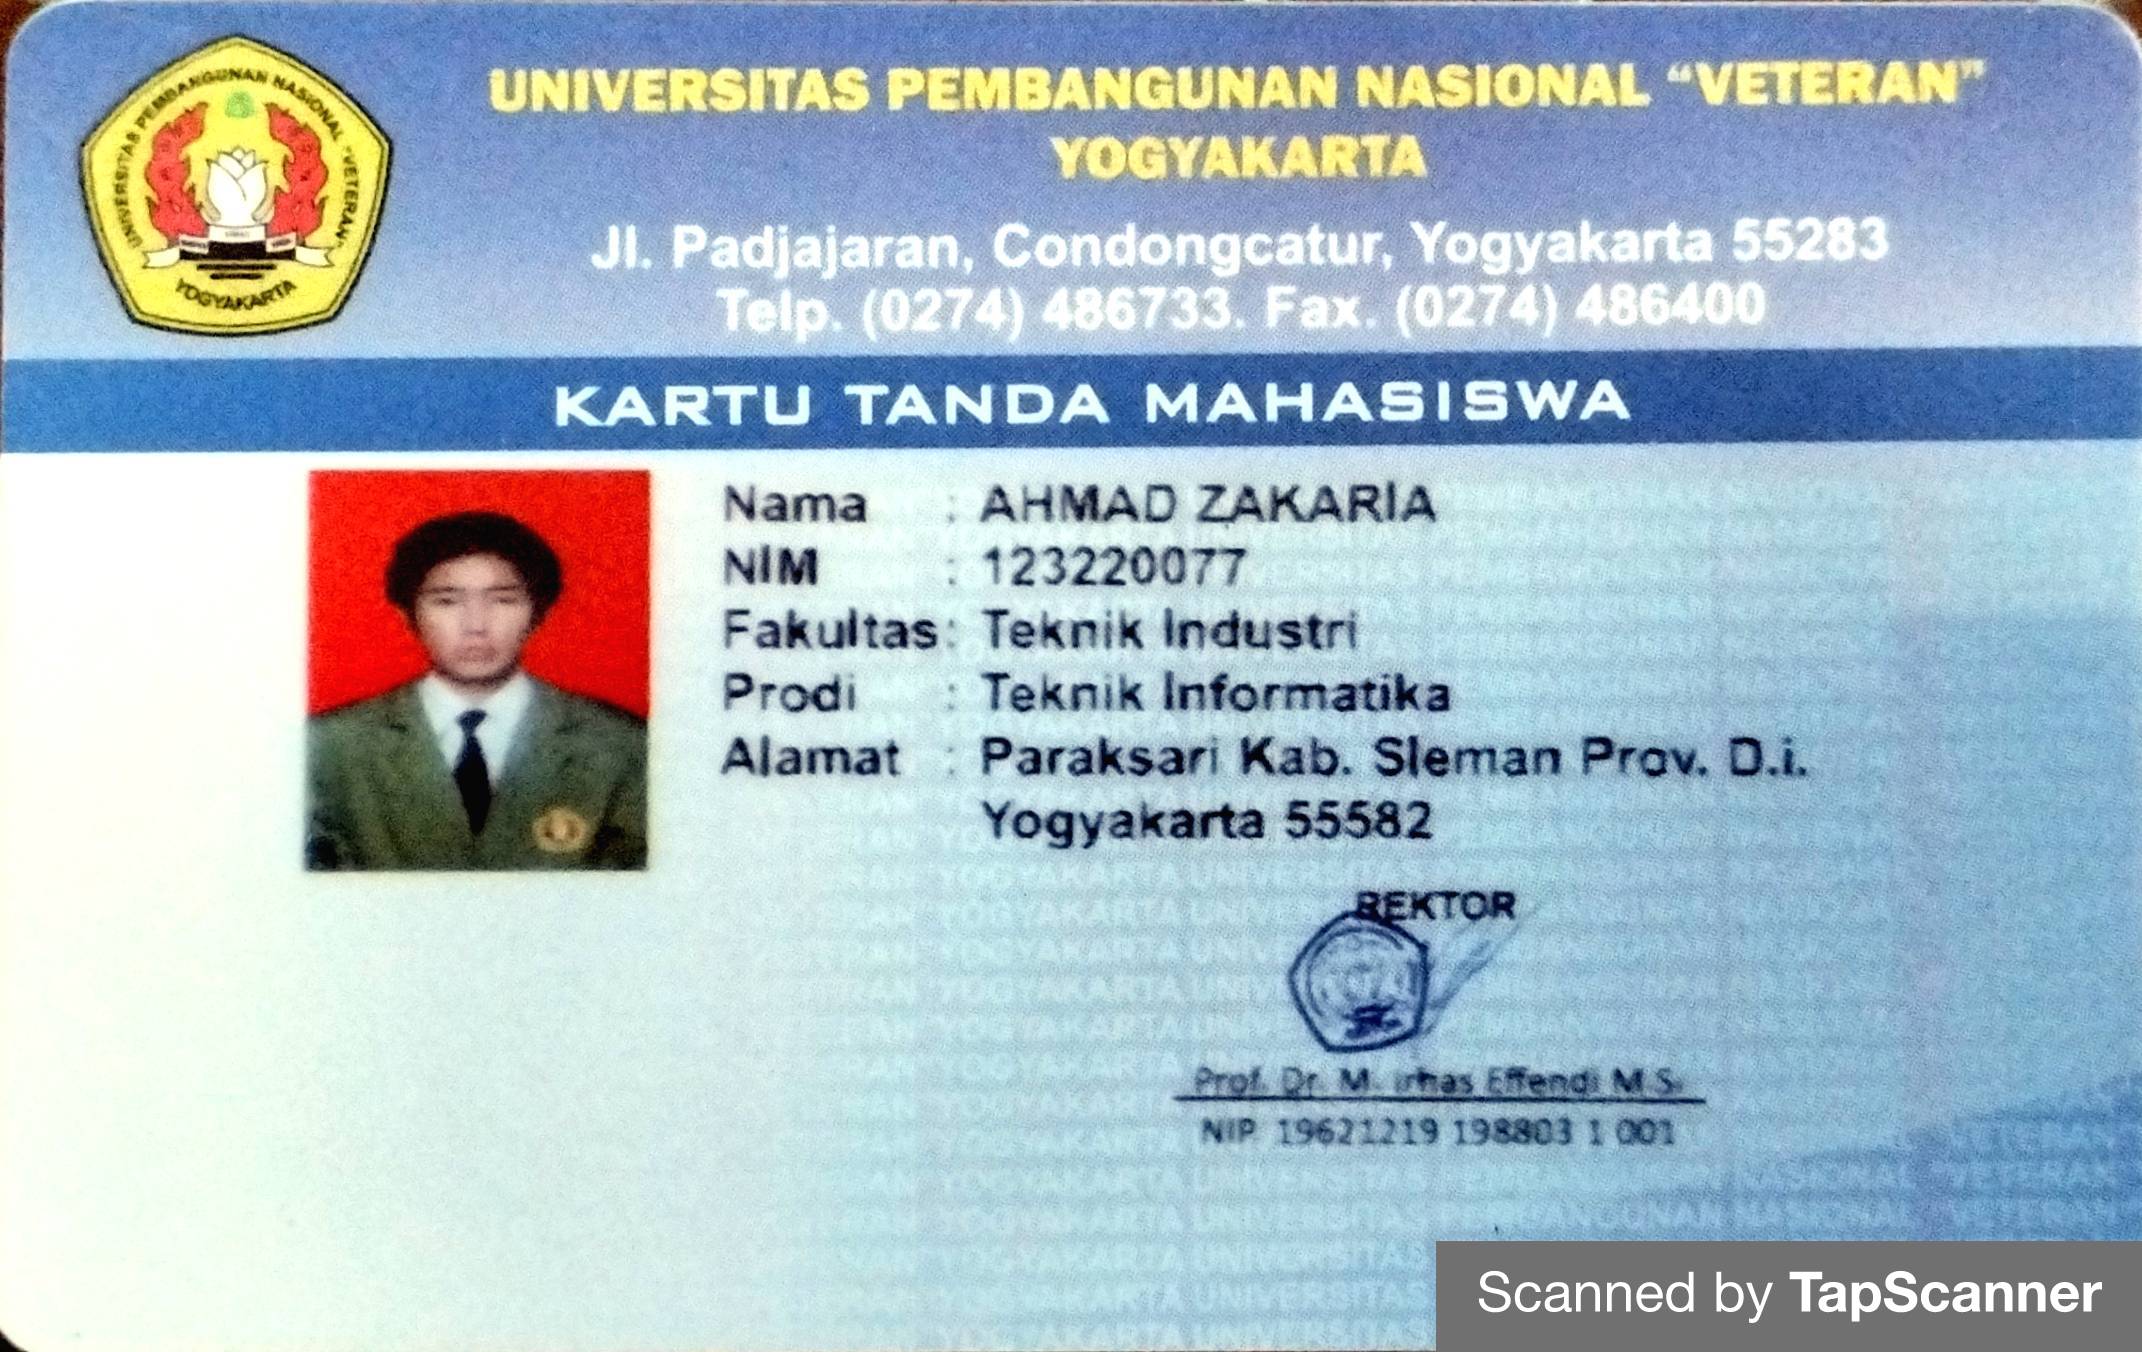 UNIVERSITAS PEMBANGUNAN NASIONAL "VETERAN"
YOGYAKARTA
Jl. Padjajaran, Condongcatur, Yogyakarta 55283
Telp. (0274) 486733. Fax. (0274) 486400
UNIVERSITAS PEMBANGUNAN NASIONAL "VETERAN"
YOGYAKARTA
KARTU TANDA MAHASISWA
Nama : AHMAD ZAKARIA
NIM : 123220077
Fakultas : Teknik Industri
Prodi : Teknik Informatika
Alamat : Paraksari Kab. Sleman Prov. D.i.
Yogyakarta 55582
REKTOR
Prof. Dr. M. Irhas Effendi M.S.
NIP. 19621219 198803 1 001
Scanned by TapScanner